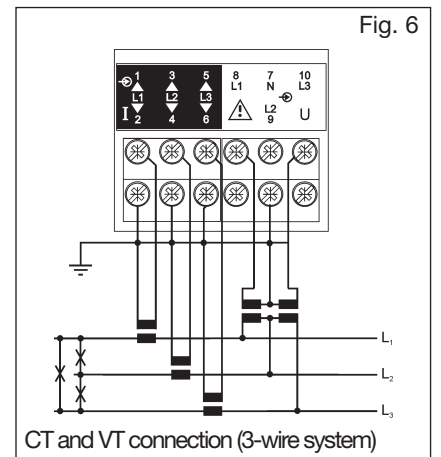 Fig. 6
1 3 5 8 7 10
L1 N L3
L1 L2 L3
I L2 U
2 4 6 9
L1
L2
L3
CT and VT connection (3-wire system)